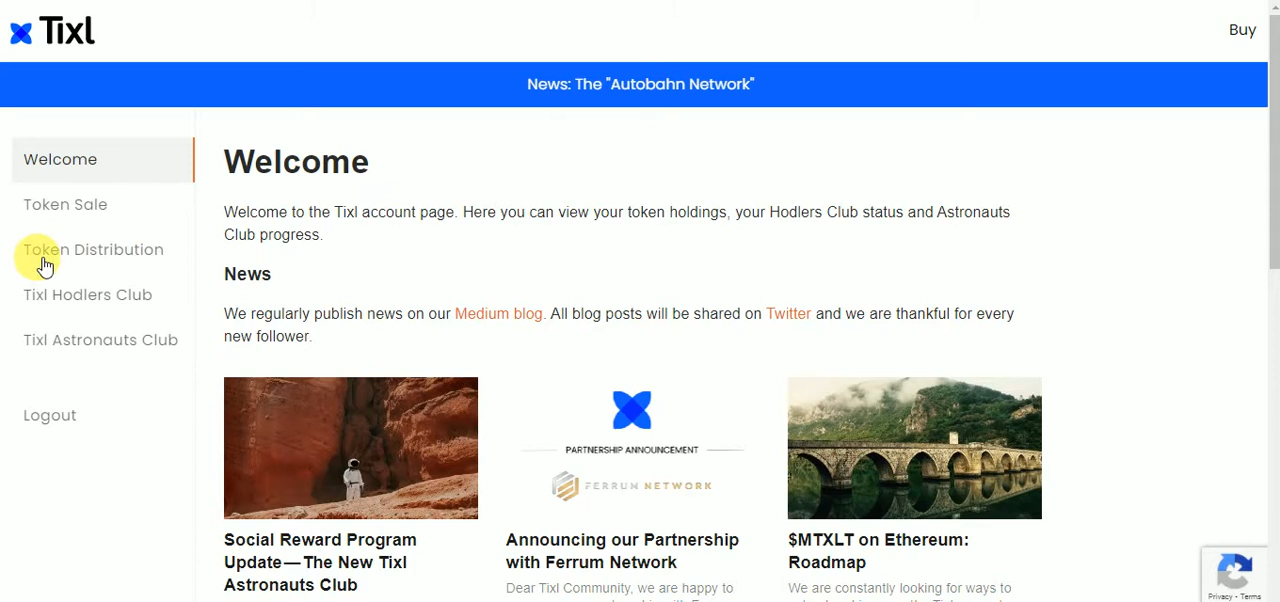 Tixl
Buy
News: The "Autobahn Network"
Welcome
Token Sale
Token Distribution
Tixl Hodlers Club
Tixl Astronauts Club
Logout
Welcome
Welcome to the Tixl account page. Here you can view your token holdings, your Hodlers Club status and Astronauts
Club progress.
News
We regularly publish news on our Medium blog. All blog posts will be shared on Twitter and we are thankful for every
new follower.
Social Reward Program
Update — The New Tixl
Astronauts Club
PARTNERSHIP ANNOUNCEMENT
FERRUM NETWORK
Announcing our Partnership
with Ferrum Network
Dear Tixl Community, we are happy to
$MTXLT on Ethereum:
Roadmap
We are constantly looking for ways to
Privacy - Terms